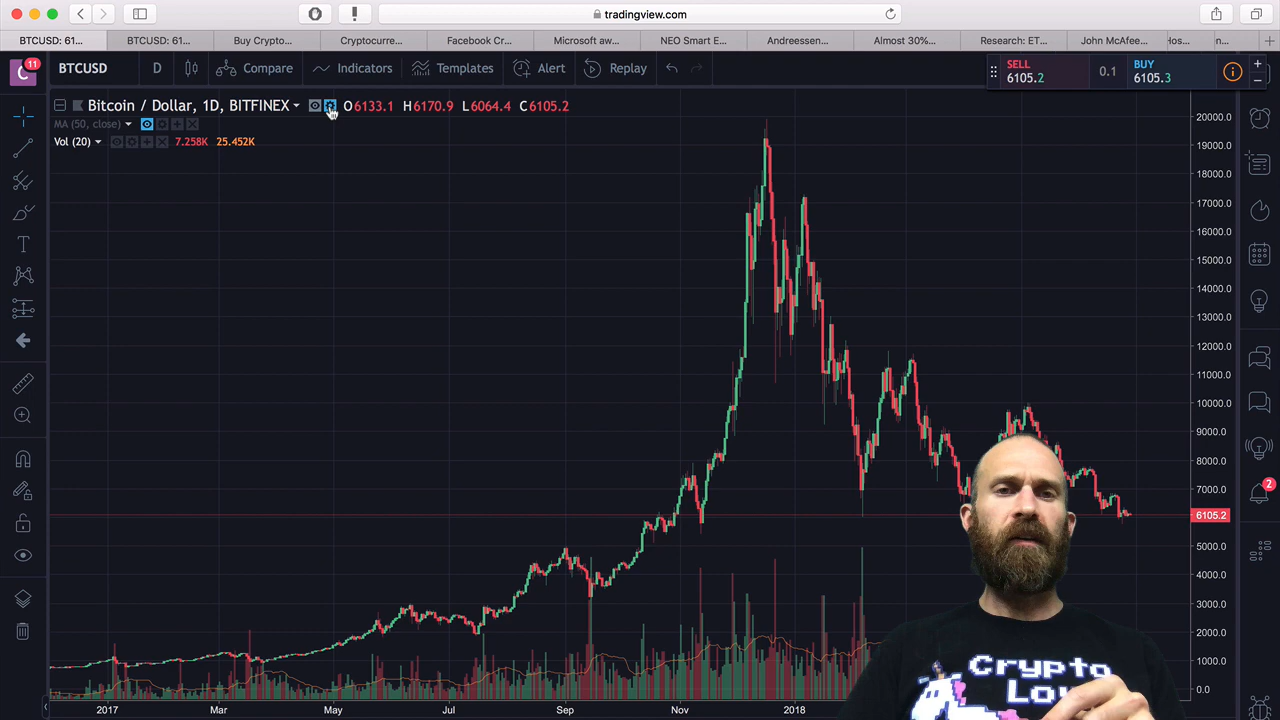 tradingview.com
BTCUSD: 61...
BTCUSD: 61...
Buy Crypto...
Cryptocurre...
Facebook Cr...
Microsoft aw...
NEO Smart E...
Andreessen...
Almost 30%...
Research: ET...
John McAfee...
Hos...
n...
11
BTCUSD
D
Compare
Indicators
Templates
Alert
Replay
SELL
6105.2
0.1
BUY
6105.3
Bitcoin / Dollar, 1D, BITFINEX
O6133.1 H6170.9 L6064.4 C6105.2
MA (50, close)
Vol (20)
7.258K
25.452K
T
20000.0
19000.0
18000.0
17000.0
16000.0
15000.0
14000.0
13000.0
12000.0
11000.0
10000.0
9000.0
8000.0
7000.0
6105.2
5000.0
4000.0
3000.0
2000.0
1000.0
0.0
2
2017
Mar
May
Jul
Sep
Nov
2018
Crypto